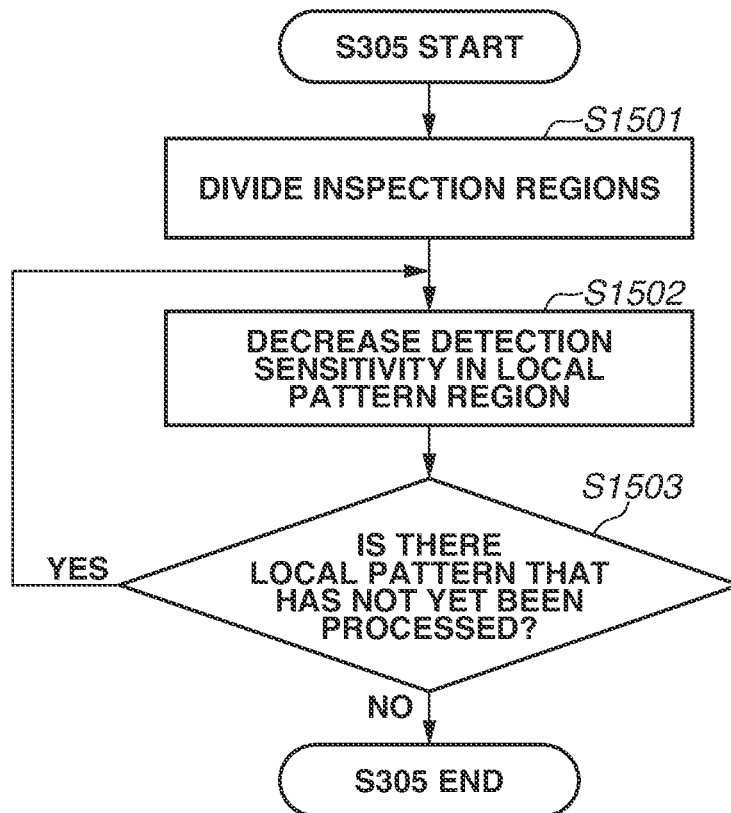 S305 START
S1501
DIVIDE INSPECTION REGIONS
S1502
DECREASE DETECTION
SENSITIVITY IN LOCAL
PATTERN REGION
S1503
IS THERE
LOCAL PATTERN THAT
HAS NOT YET BEEN
PROCESSED?
YES
NO
S305 END